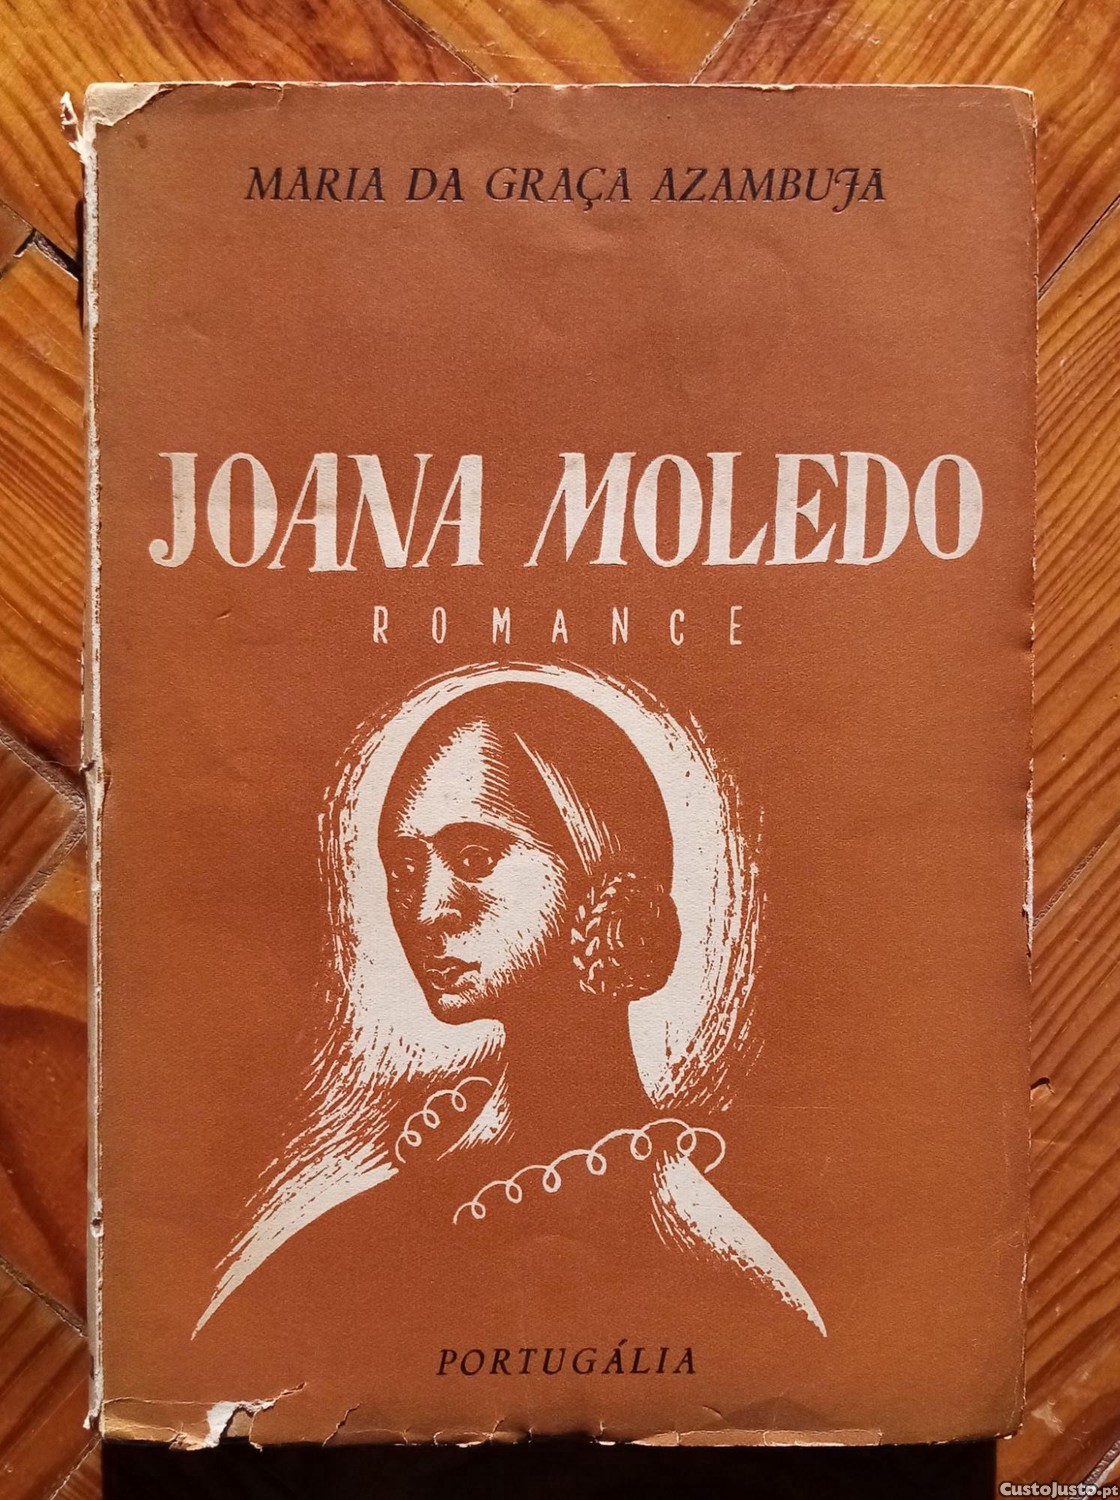 MARIA DA GRAÇA AZAMBUJA
JOANA MOLEDO
ROMANCE
PORTUGÁLIA
CustoJusto.pt